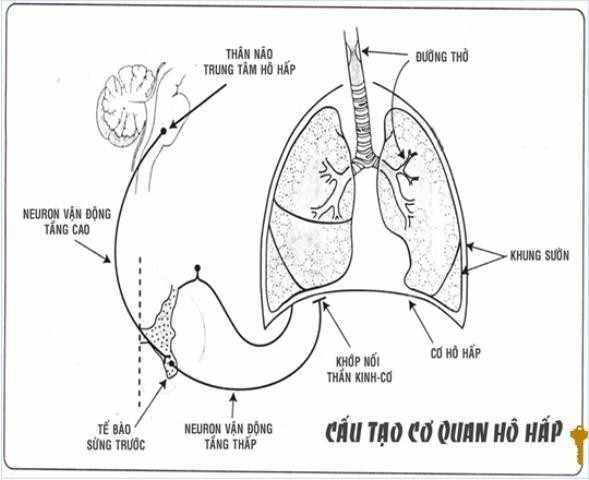 THÂN NÃO
TRUNG TÂM HÔ HẤP
ĐƯỜNG THỞ
NEURON VẬN ĐỘNG
TẦNG CAO
KHUNG SƯỜN
KHỚP NỐI
THẦN KINH-CƠ
CƠ HÔ HẤP
TẾ BÀO
SỪNG TRƯỚC
NEURON VẬN ĐỘNG
TẦNG THẤP
CẤU TẠO CƠ QUAN HÔ HẤP